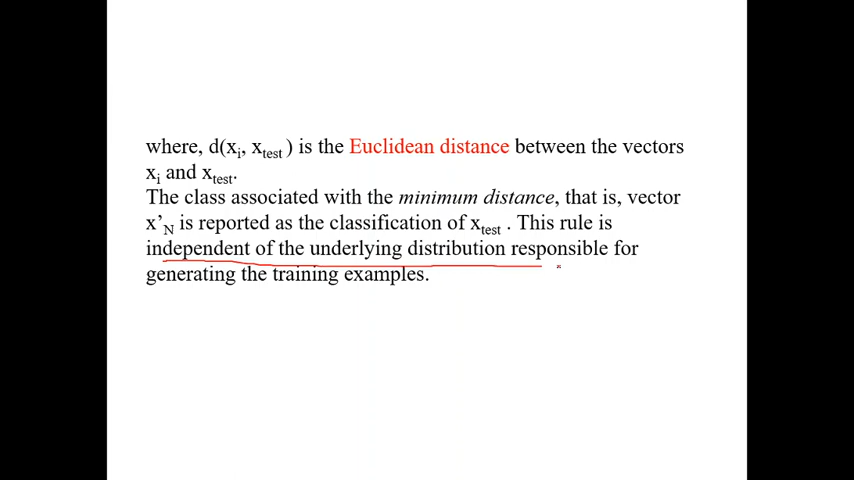 where, d(xi, xtest ) is the Euclidean distance between the vectors
xi and xtest.
The class associated with the minimum distance, that is, vector
x’N is reported as the classification of xtest . This rule is
independent of the underlying distribution responsible for
generating the training examples.